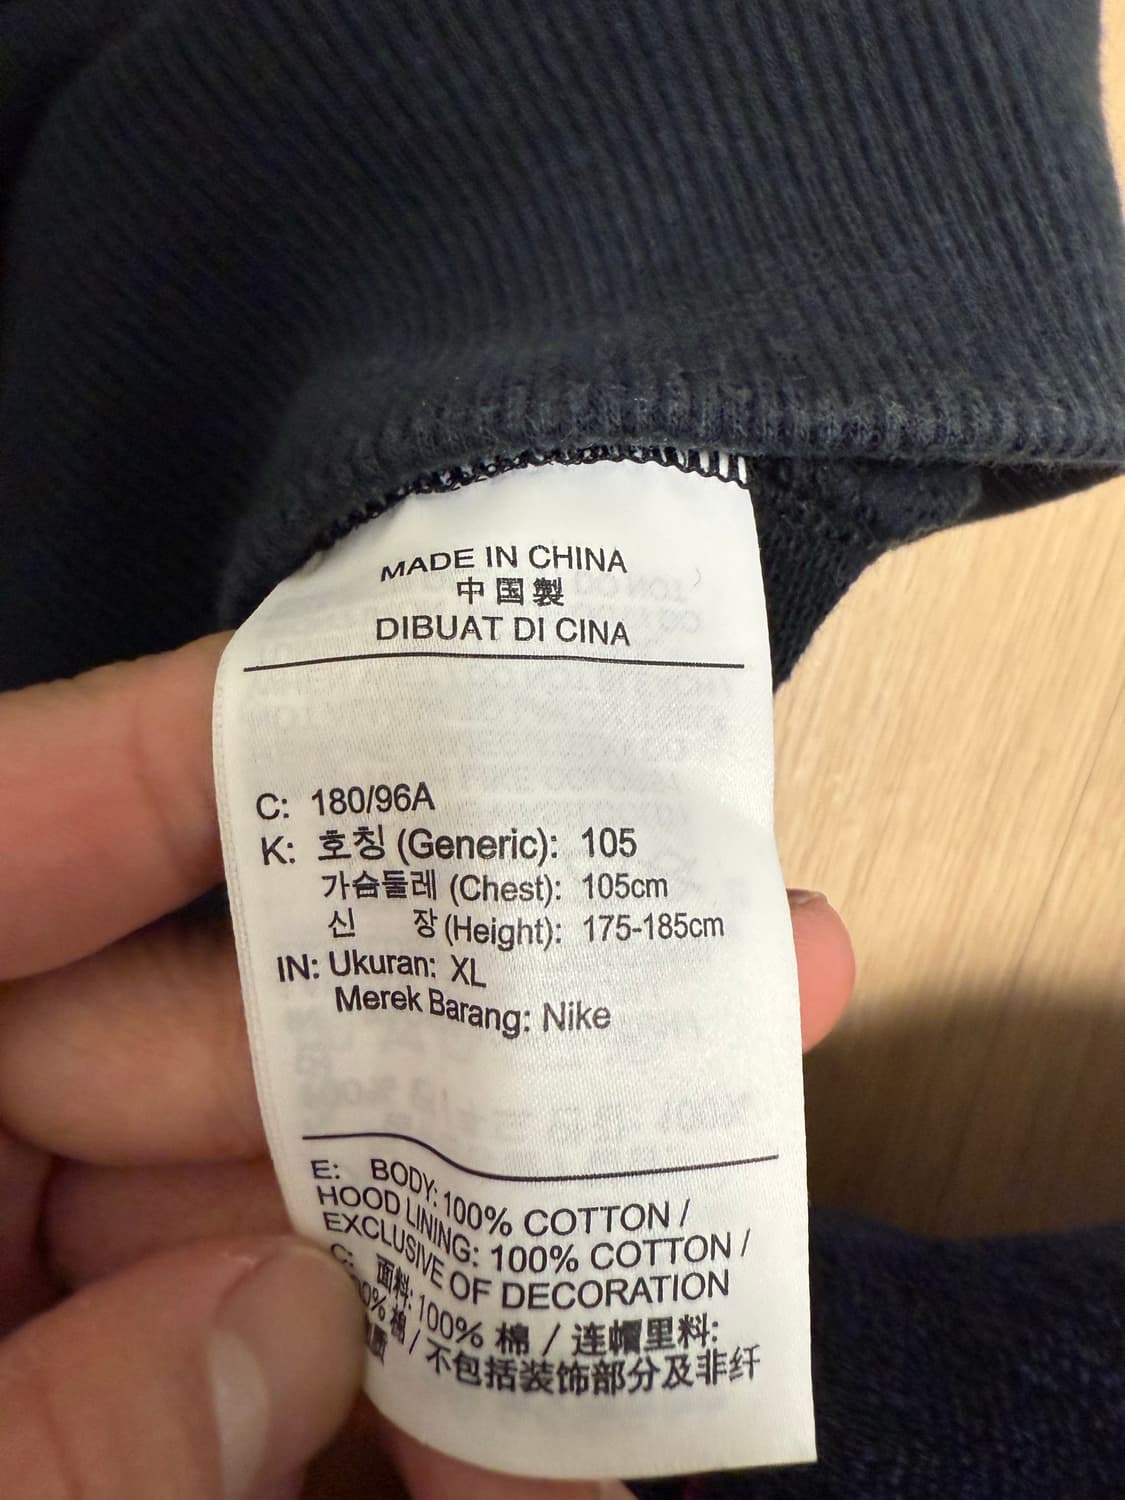 MADE IN CHINA
中国製
DIBUAT DI CINA
C: 180/96A
K: 호칭 (Generic): 105
가슴둘레 (Chest): 105cm
신 장 (Height): 175-185cm
IN: Ukuran: XL
Merek Barang: Nike
E: BODY: 100% COTTON /
HOOD LINING: 100% COTTON /
EXCLUSIVE OF DECORATION
C: 面料: 100% 棉 / 连帽里料:
棉 / 不包括装饰部分及非纤